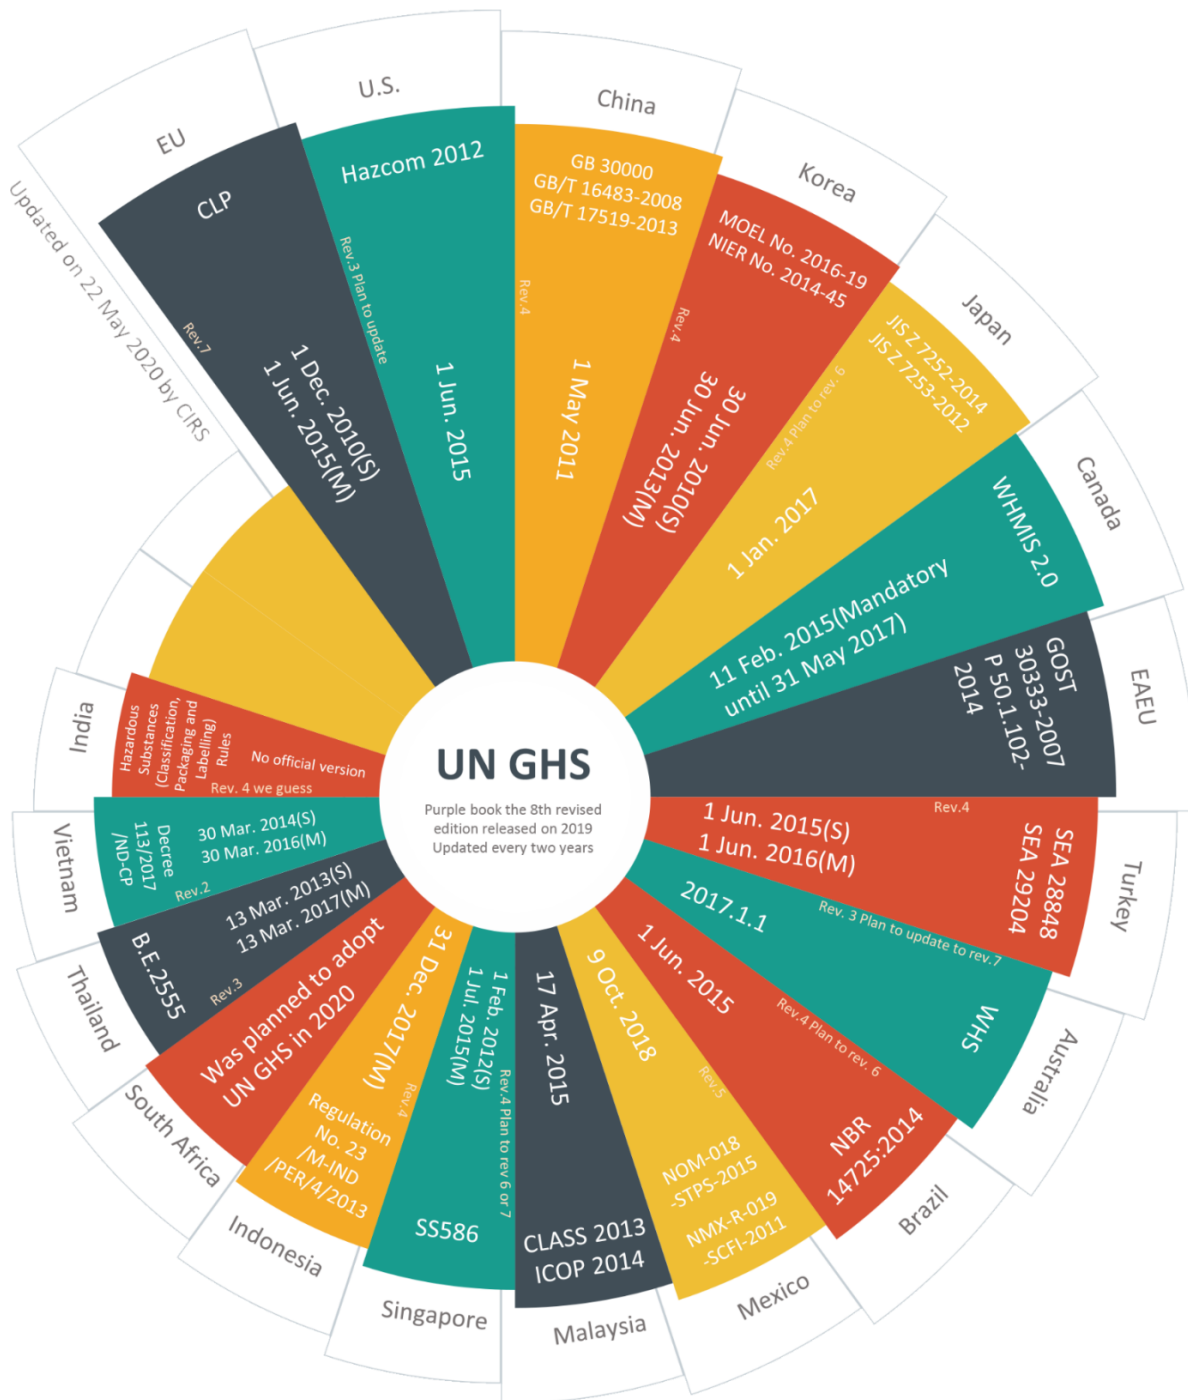 UN GHS
Purple book the 8th revised
edition released on 2019
Updated every two years
Updated on 22 May 2020 by CIRS
EU
CLP
Rev.7
1 Dec. 2010(S)
1 Jun. 2015(M)
U.S.
Hazcom 2012
Rev.3 Plan to update
1 Jun. 2015
China
GB 30000
GB/T 16483-2008
GB/T 17519-2013
Rev.4
1 May 2011
Korea
MOEL No. 2016-19
NIER No. 2014-45
Rev.4
30 Jun. 2010(S)
30 Jun. 2013(M)
Japan
JIS Z 7252-2014
JIS Z 7253-2012
Rev.4 Plan to rev. 6
1 Jan. 2017
Canada
WHMIS 2.0
11 Feb. 2015(Mandatory
until 31 May 2017)
EAEU
GOST
30333-2007
P 50.1.102-
2014
Turkey
Rev.4
SEA 28848
SEA 29204
1 Jun. 2015(S)
1 Jun. 2016(M)
Australia
WHS
Rev. 3 Plan to update to rev.7
2017.1.1
Brazil
NBR
14725:2014
Rev.4 Plan to rev. 6
1 Jun. 2015
Mexico
NOM-018
-STPS-2015
NMX-R-019
-SCFI-2011
Rev.5
9 Oct. 2018
Malaysia
CLASS 2013
ICOP 2014
17 Apr. 2015
Singapore
SS586
Rev.4 Plan to rev 6 or 7
1 Feb. 2012(S)
1 Jul. 2015(M)
Indonesia
Regulation
No. 23
/M-IND
/PER/4/2013
Rev.4
31 Dec. 2017(M)
South Africa
Was planned to adopt
UN GHS in 2020
Thailand
B.E.2555
Rev.3
13 Mar. 2013(S)
13 Mar. 2017(M)
Vietnam
Decree
113/2017
/ND-CP
Rev.2
30 Mar. 2014(S)
30 Mar. 2016(M)
India
Hazardous
Substances
(Classification,
Packaging and
Labelling)
Rules
No official version
Rev. 4 we guess